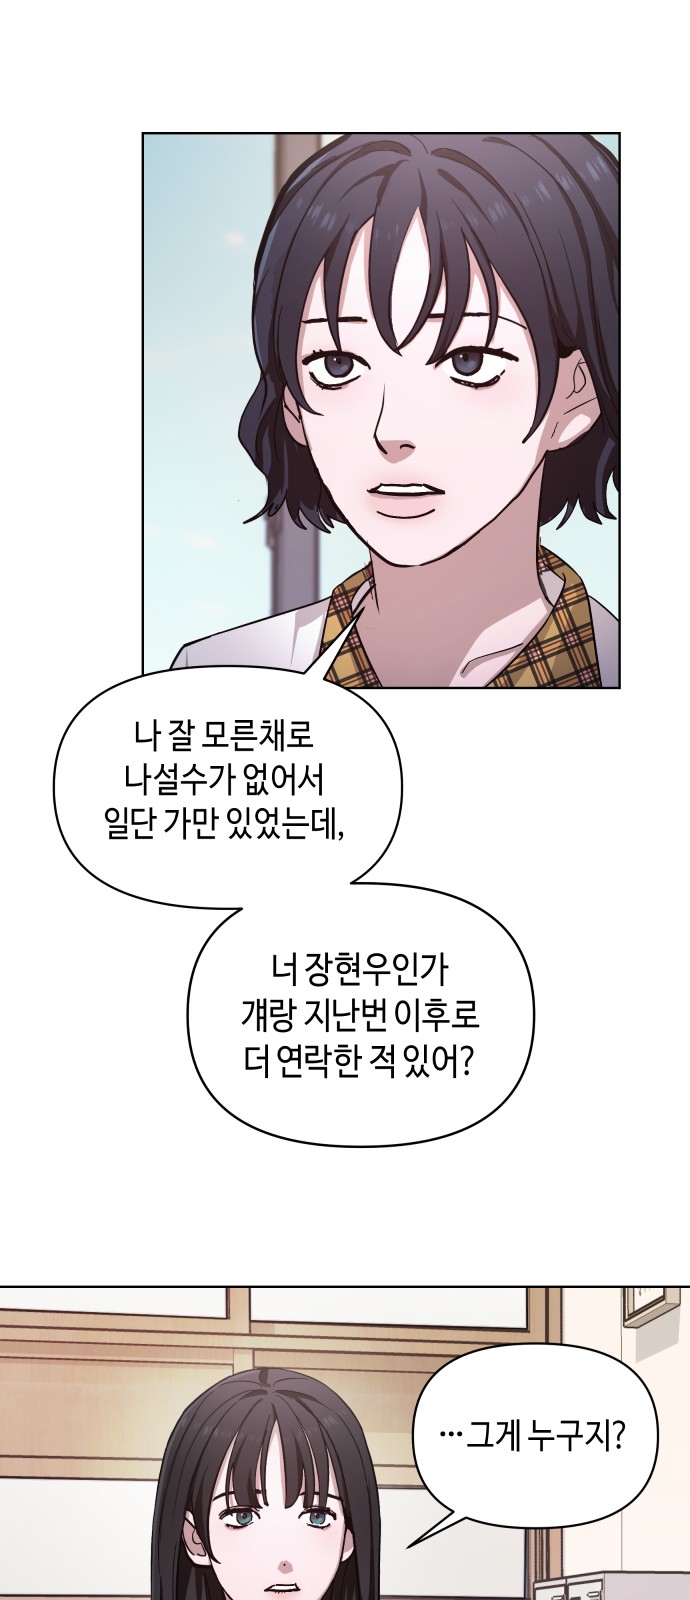 나 잘 모른채로
나설수가 없어서
일단 가만 있었는데,
너 장현우인가
걔랑 지난번 이후로
더 연락한 적 있어?
…그게 누구지?